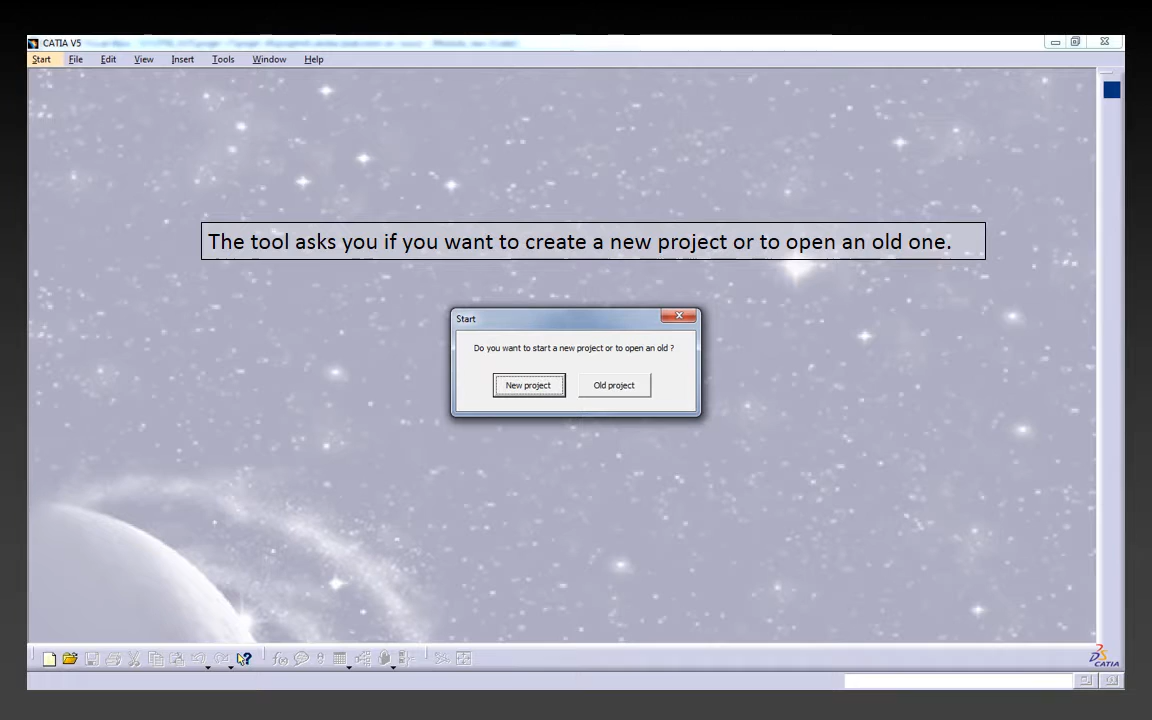 CATIA V5
Start File Edit View Insert Tools Window Help
The tool asks you if you want to create a new project or to open an old one.
Start
Do you want to start a new project or to open an old ?
New project Old project
f(x)
CATIA